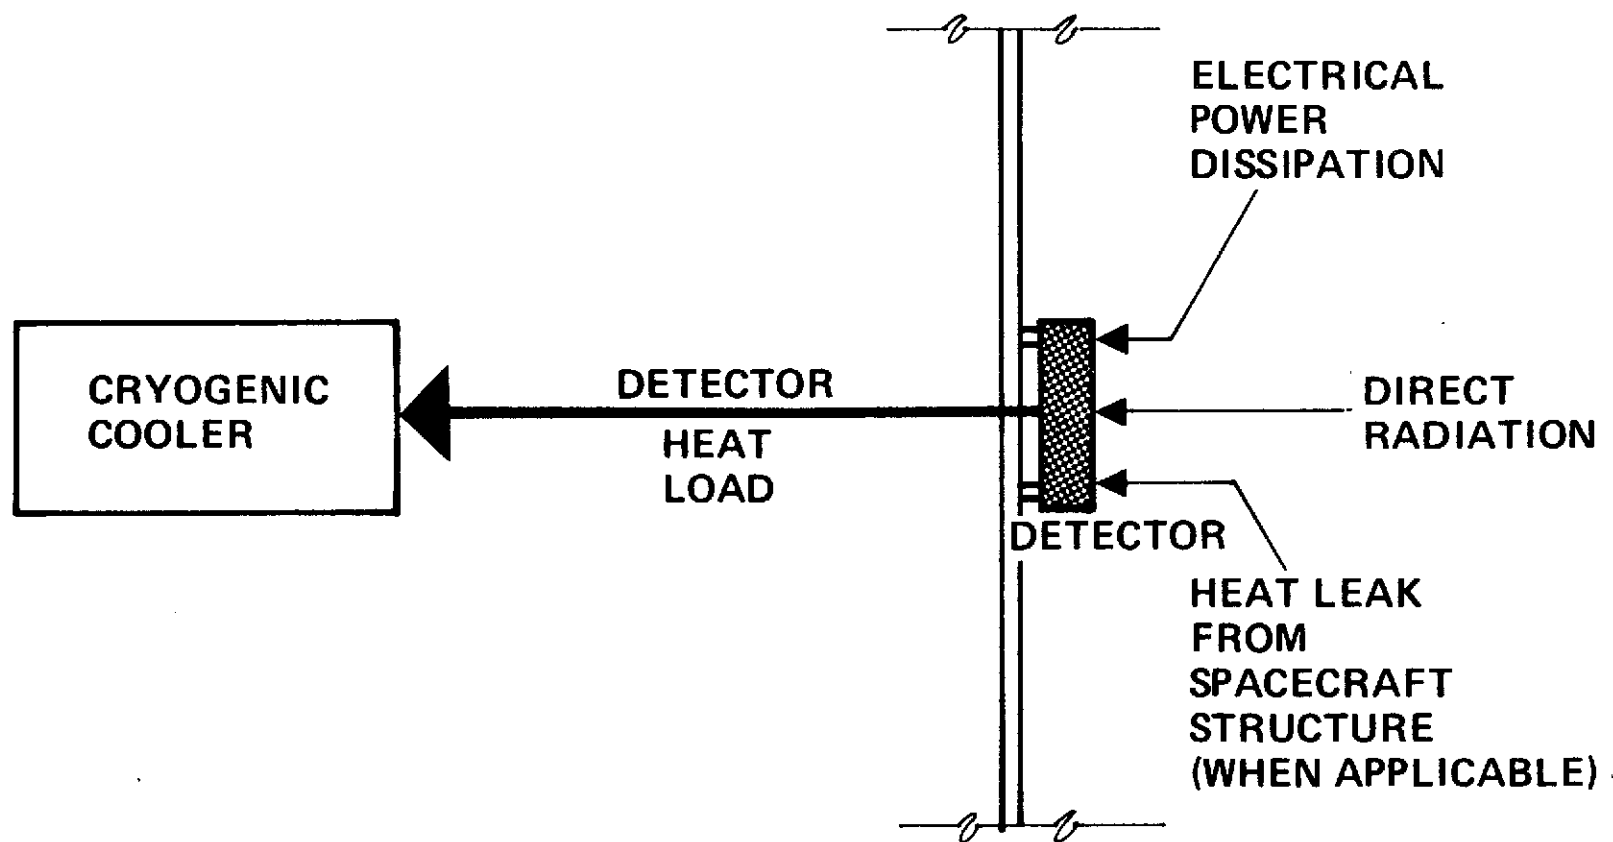 ELECTRICAL
POWER
DISSIPATION
CRYOGENIC
COOLER
DETECTOR
HEAT
LOAD
DIRECT
RADIATION
DETECTOR
HEAT LEAK
FROM
SPACECRAFT
STRUCTURE
(WHEN APPLICABLE)